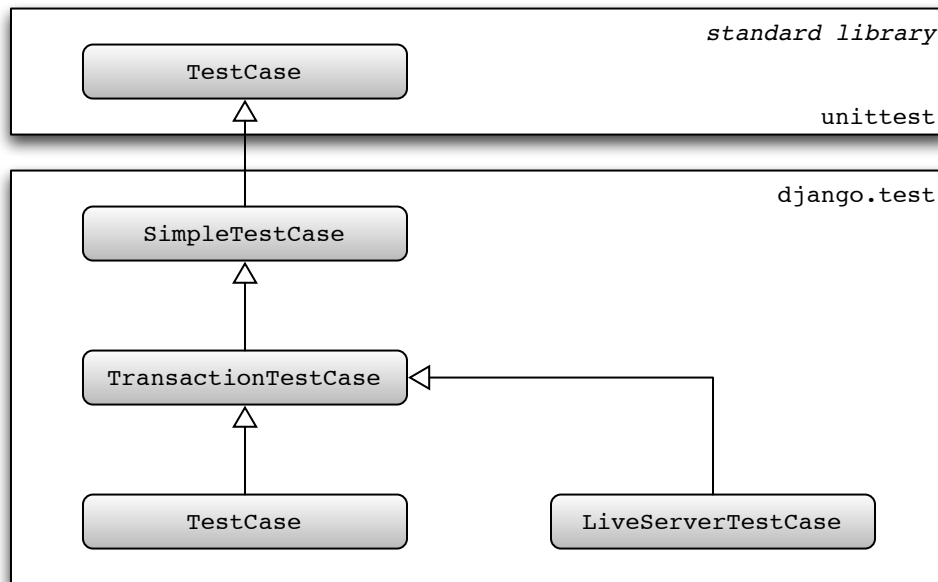 standard library
TestCase
unittest
django.test
SimpleTestCase
TransactionTestCase
TestCase
LiveServerTestCase